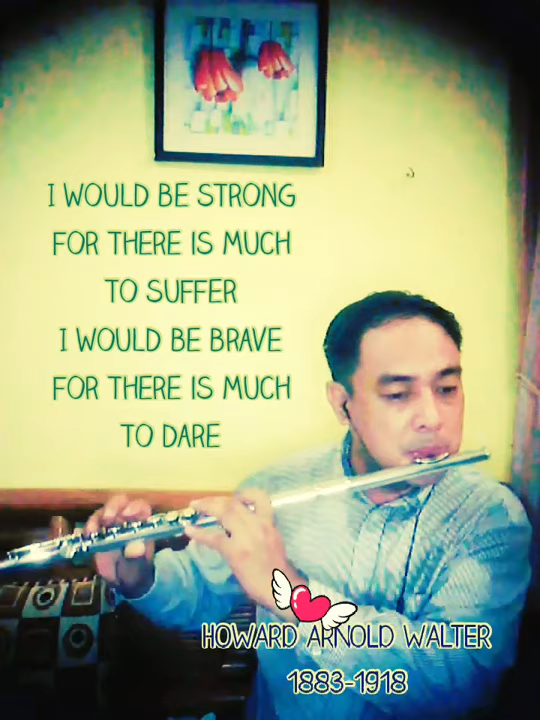 I WOULD BE STRONG
FOR THERE IS MUCH
TO SUFFER
I WOULD BE BRAVE
FOR THERE IS MUCH
TO DARE
HOWARD ARNOLD WALTER
1883-1918